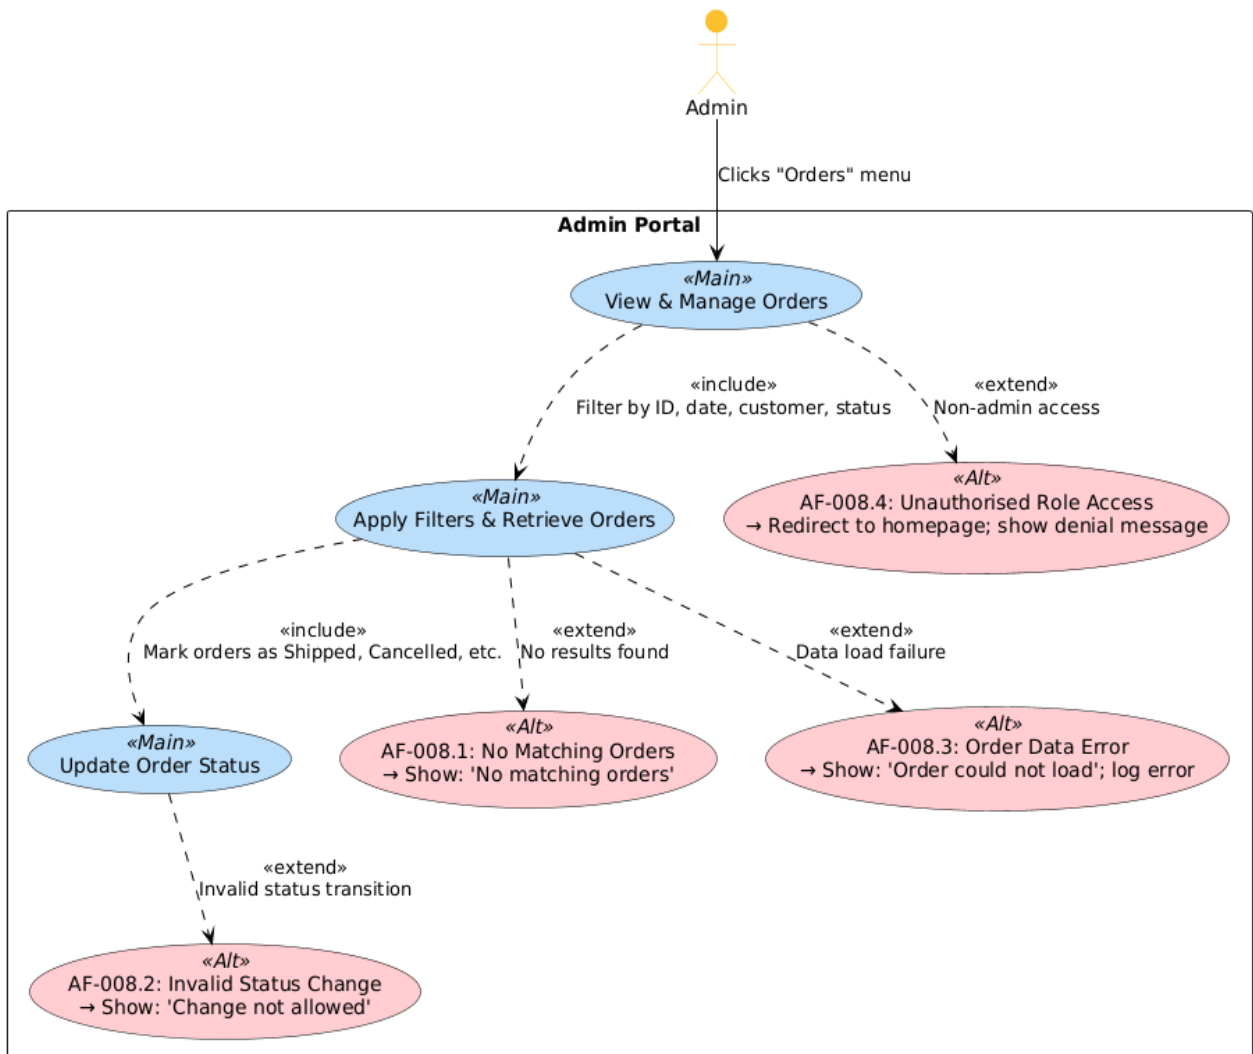 Admin
Clicks "Orders" menu
Admin Portal
«Main»
View & Manage Orders
«include»
Filter by ID, date, customer, status
«extend»
Non-admin access
«Main»
Apply Filters & Retrieve Orders
«Alt»
AF-008.4: Unauthorised Role Access
→ Redirect to homepage; show denial message
«include»
Mark orders as Shipped, Cancelled, etc.
«extend»
No results found
«extend»
Data load failure
«Main»
Update Order Status
«Alt»
AF-008.1: No Matching Orders
→ Show: 'No matching orders'
«Alt»
AF-008.3: Order Data Error
→ Show: 'Order could not load'; log error
«extend»
Invalid status transition
«Alt»
AF-008.2: Invalid Status Change
→ Show: 'Change not allowed'